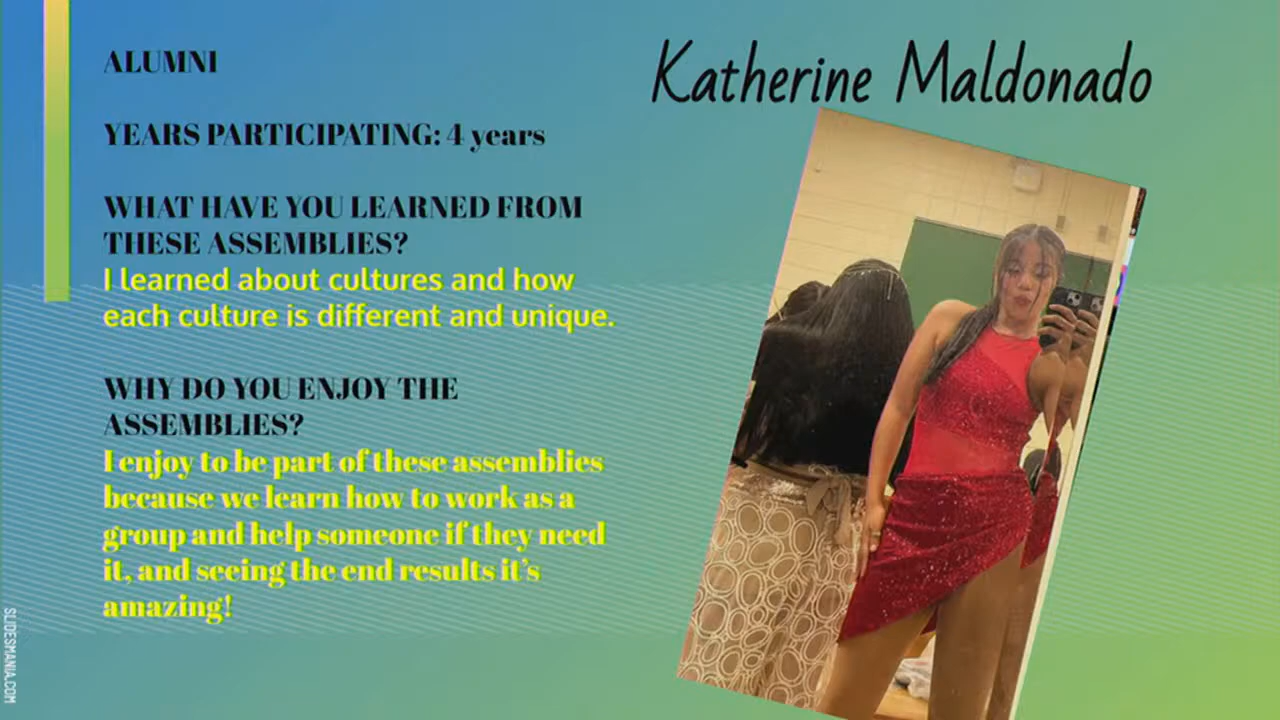 Katherine Maldonado
ALUMNI
YEARS PARTICIPATING: 4 years
WHAT HAVE YOU LEARNED FROM
THESE ASSEMBLIES?
I learned about cultures and how
each culture is different and unique.
WHY DO YOU ENJOY THE
ASSEMBLIES?
I enjoy to be part of these assemblies
because we learn how to work as a
group and help someone if they need
it, and seeing the end results it's
amazing!
SLIDESMANIA.COM